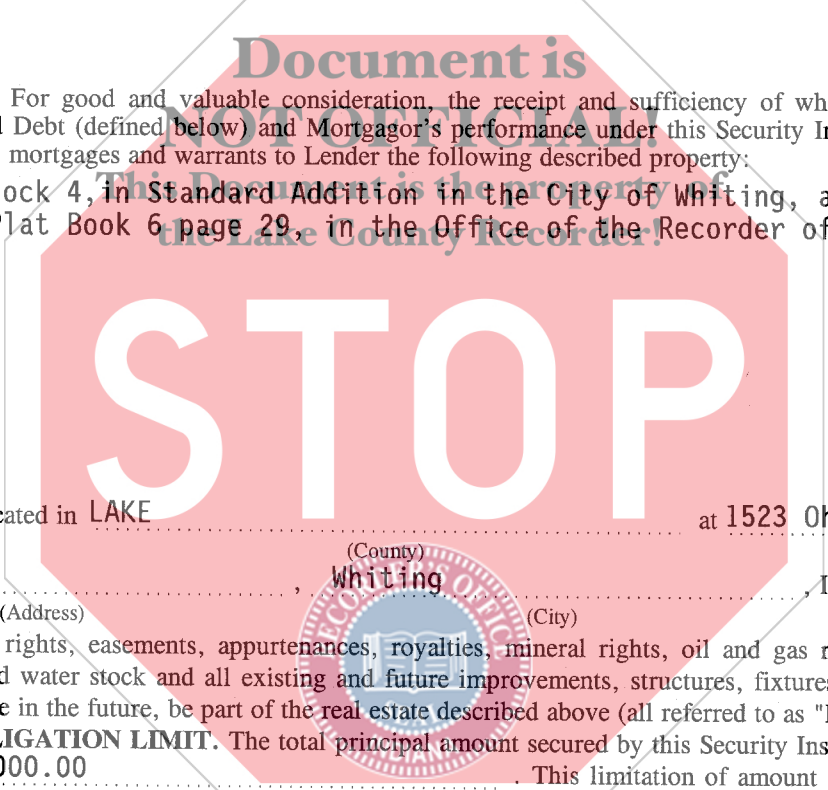 Document is
For good and valuable consideration, the receipt and sufficiency of wh
Debt (defined below) and Mortgagor's performance under this Security In
NOT OFFICIAL!
mortgages and warrants to Lender the following described property:
This Document is the property of
ock 4, in Standard Addition in the City of Whiting, a
the Lake County Recorder!
Plat Book 6 page 29, in the Office of the Recorder of
STOP
cated in LAKE at 1523 Oh
(County)
, Whiting , I
(Address) (City)
RECORDER'S OFFICE
rights, easements, appurtenances, royalties, mineral rights, oil and gas r
d water stock and all existing and future improvements, structures, fixtures
e in the future, be part of the real estate described above (all referred to as "P
LIGATION LIMIT. The total principal amount secured by this Security Ins
000.00 . This limitation of amount